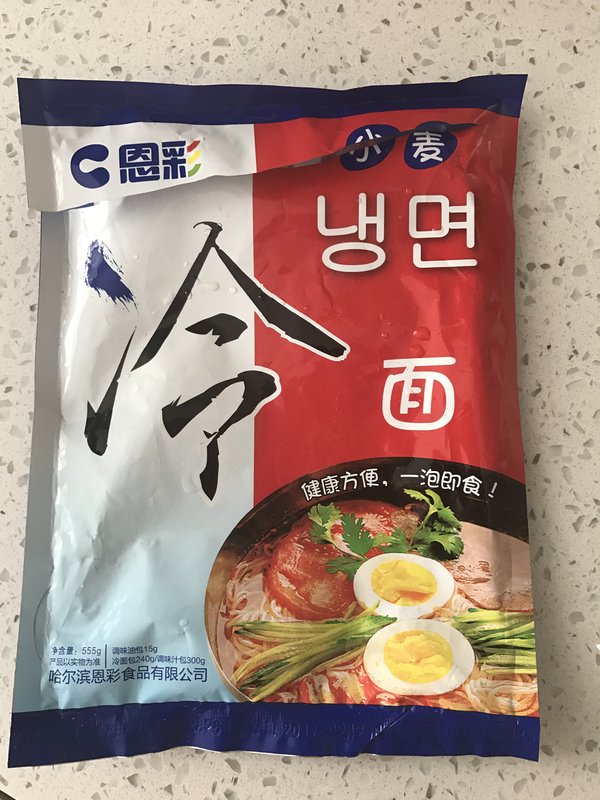 恩彩
小麦
냉면
冷
面
健康方便，一泡即食！
净含量：555g
产品以实物为准
调味油包15g
冷面包240g/调味汁包300g
哈尔滨恩彩食品有限公司